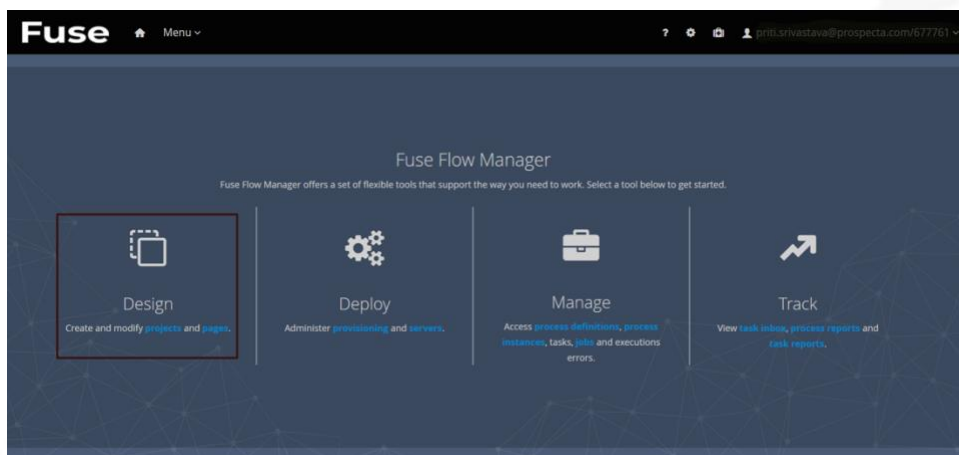 Fuse Menu ? priti.srivastava@prospecta.com/677761
Fuse Flow Manager
Fuse Flow Manager offers a set of flexible tools that support the way you need to work. Select a tool below to get started.
Design
Create and modify projects and pages.
Deploy
Administer provisioning and servers.
Manage
Access process definitions, process
instances, tasks, jobs and executions
errors.
Track
View task inbox, process reports and
task reports.